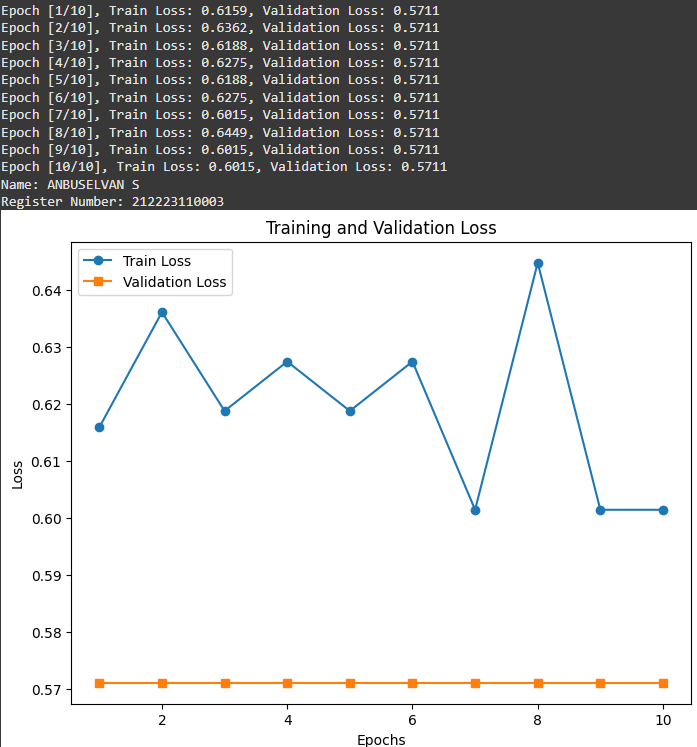 Epoch [1/10], Train Loss: 0.6159, Validation Loss: 0.5711
Epoch [2/10], Train Loss: 0.6362, Validation Loss: 0.5711
Epoch [3/10], Train Loss: 0.6188, Validation Loss: 0.5711
Epoch [4/10], Train Loss: 0.6275, Validation Loss: 0.5711
Epoch [5/10], Train Loss: 0.6188, Validation Loss: 0.5711
Epoch [6/10], Train Loss: 0.6275, Validation Loss: 0.5711
Epoch [7/10], Train Loss: 0.6015, Validation Loss: 0.5711
Epoch [8/10], Train Loss: 0.6449, Validation Loss: 0.5711
Epoch [9/10], Train Loss: 0.6015, Validation Loss: 0.5711
Epoch [10/10], Train Loss: 0.6015, Validation Loss: 0.5711
Name: ANBUSELVAN S
Register Number: 212223110003
Training and Validation Loss
Train Loss
Validation Loss
0.64
0.63
0.62
0.61
0.60
0.59
0.58
0.57
Loss
2 4 6 8 10
Epochs